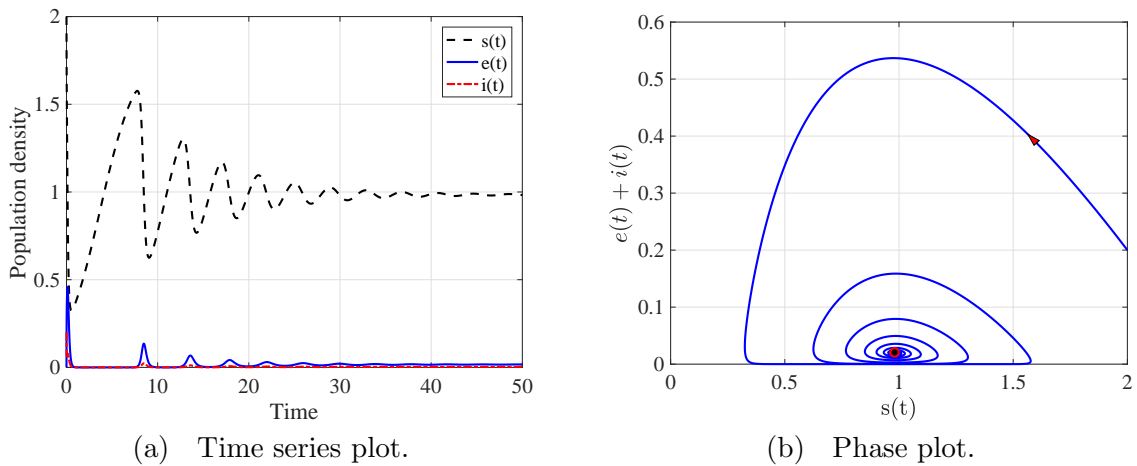 2
1.5
1
0.5
0
Population density
0 10 20 30 40 50
Time
s(t)
e(t)
i(t)
(a) Time series plot.
0.6
0.5
0.4
0.3
0.2
0.1
0
e(t) + i(t)
0 0.5 1 1.5 2
s(t)
(b) Phase plot.